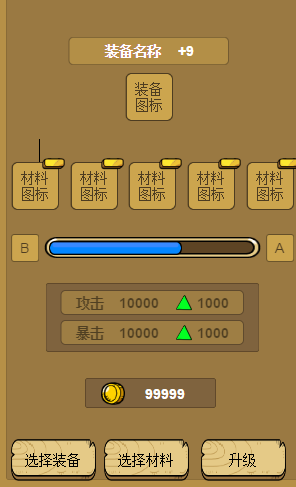 装备名称 +9
装备
图标
材料 材料 材料 材料 材料
图标 图标 图标 图标 图标
B A
攻击 10000 1000
暴击 10000 1000
99999
选择装备 选择材料 升级